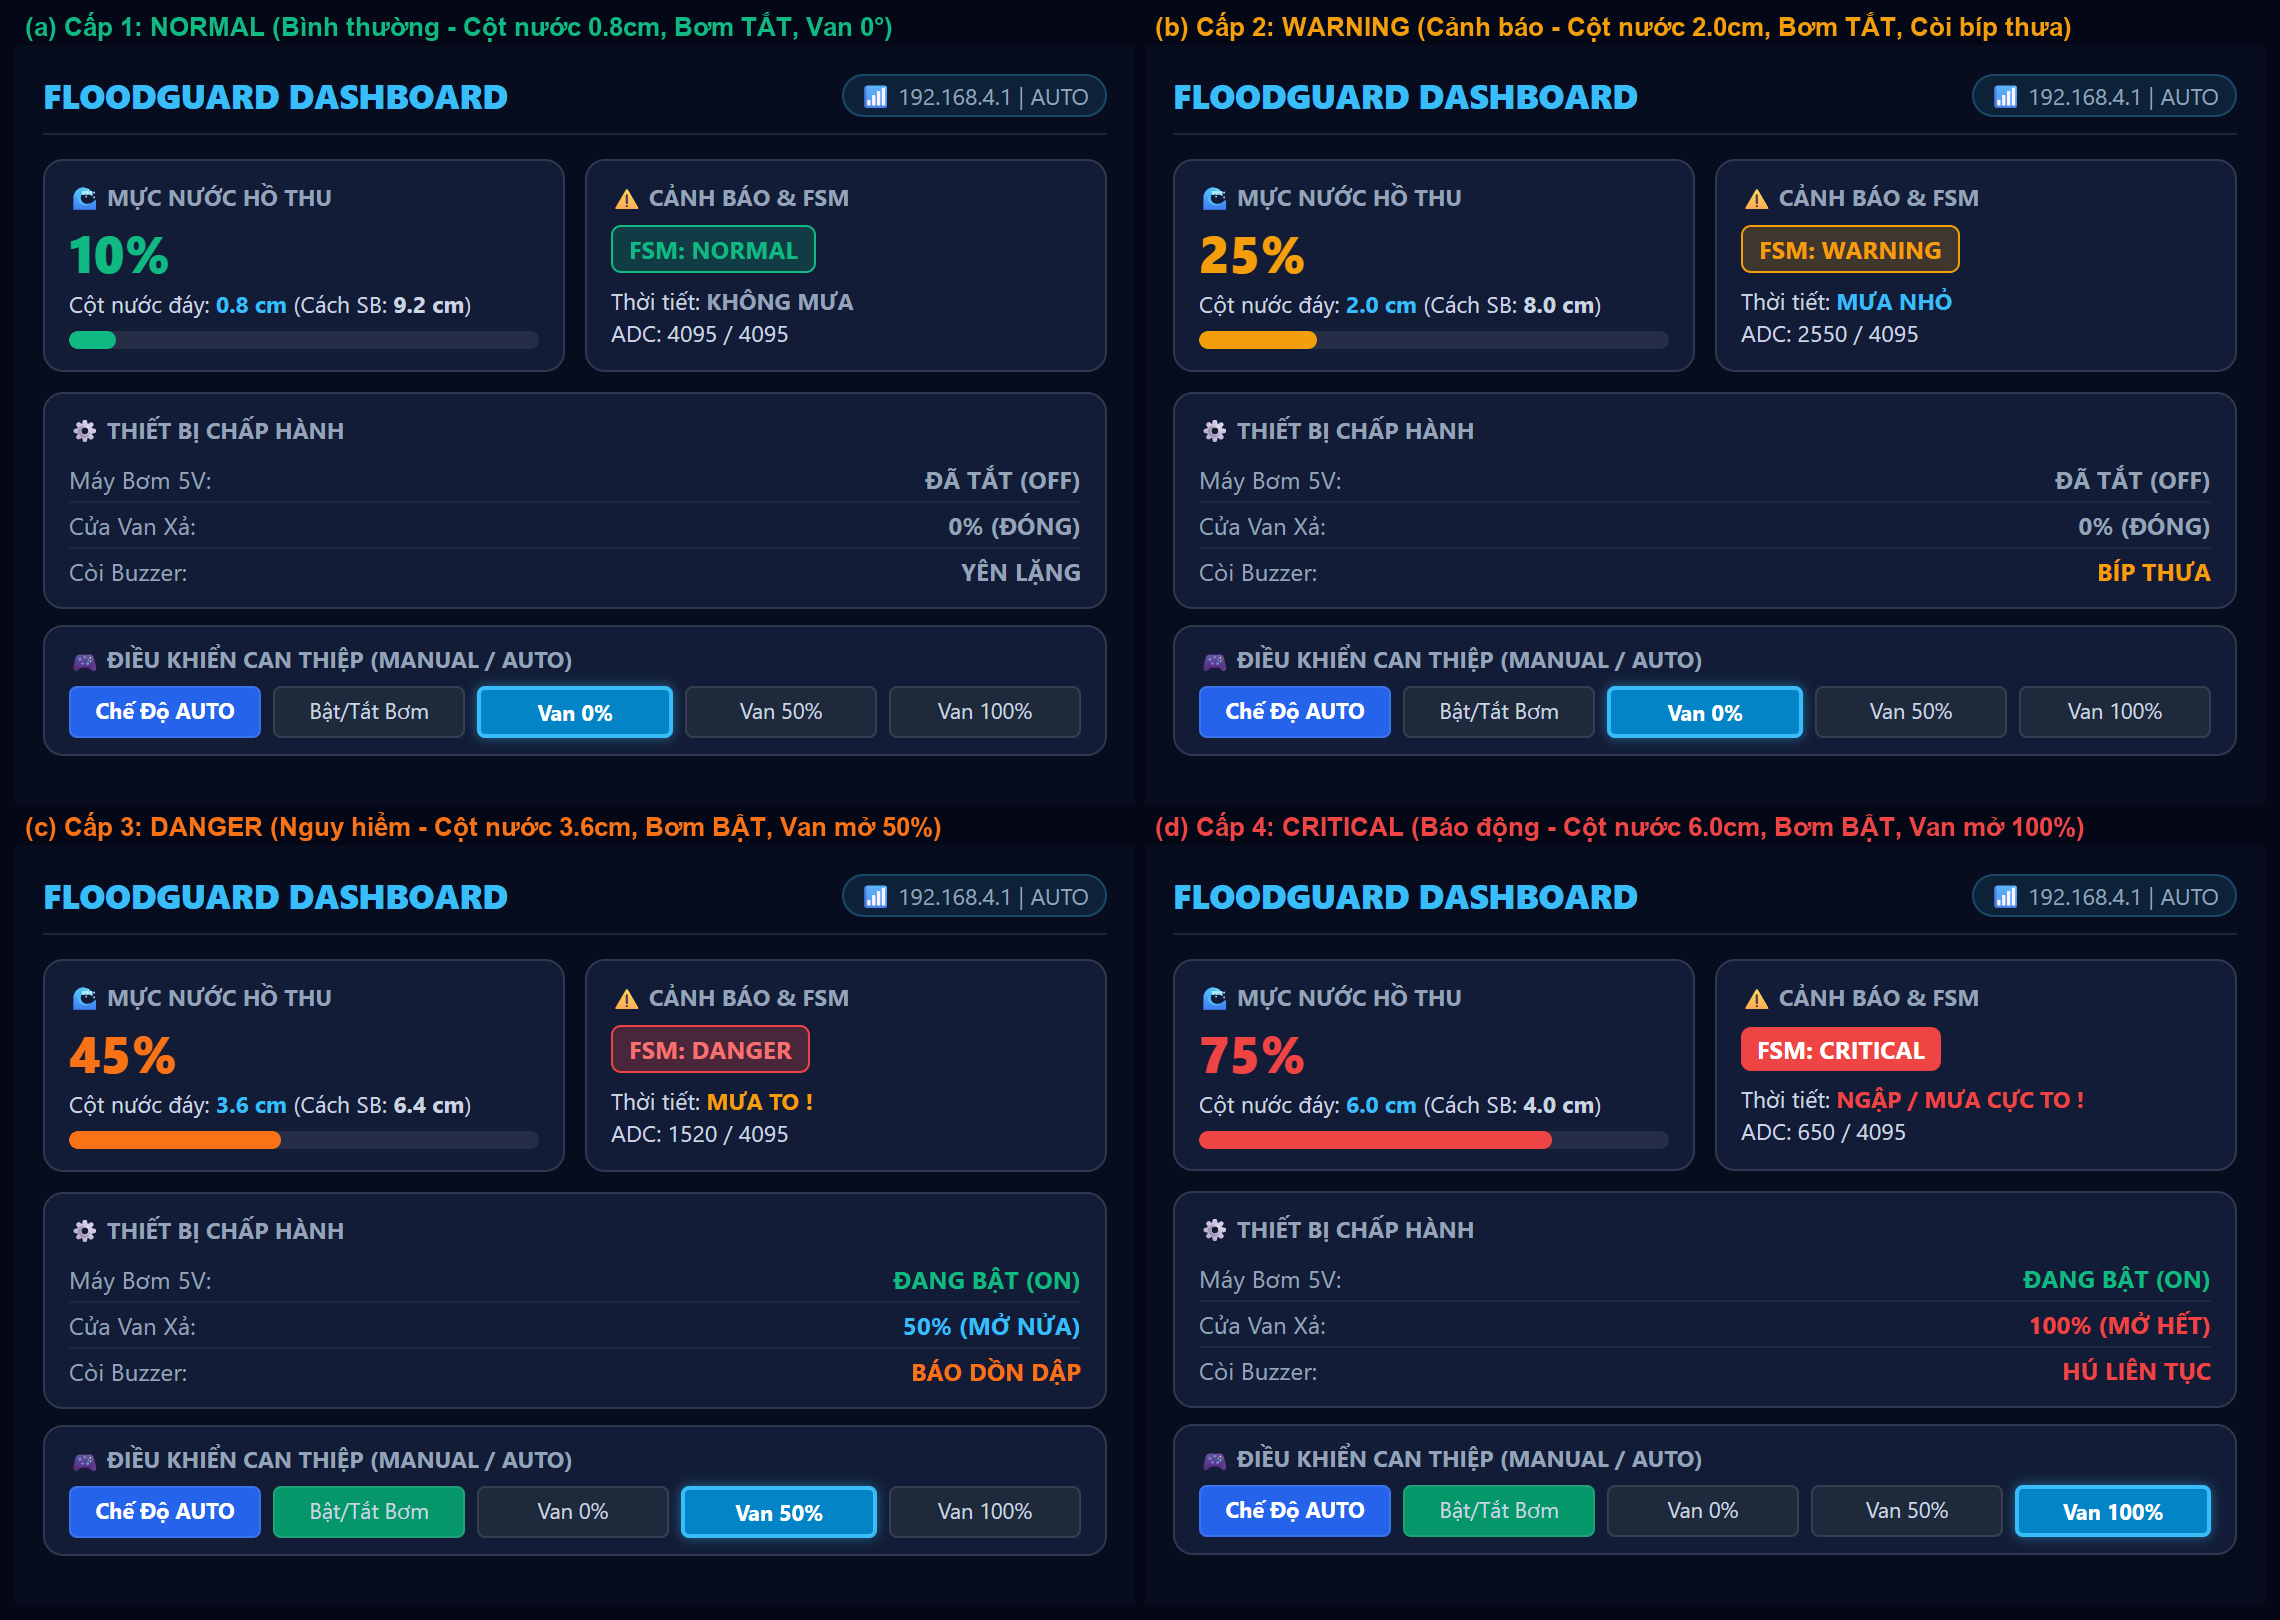 (a) Cấp 1: NORMAL (Bình thường - Cột nước 0.8cm, Bơm TẮT, Van 0°)
FLOODGUARD DASHBOARD
192.168.4.1 | AUTO
MỰC NƯỚC HỒ THU
10%
Cột nước đáy: 0.8 cm (Cách SB: 9.2 cm)
CẢNH BÁO & FSM
FSM: NORMAL
Thời tiết: KHÔNG MƯA
ADC: 4095 / 4095
THIẾT BỊ CHẤP HÀNH
Máy Bơm 5V: ĐÃ TẮT (OFF)
Cửa Van Xả: 0% (ĐÓNG)
Còi Buzzer: YÊN LẶNG
ĐIỀU KHIỂN CAN THIỆP (MANUAL / AUTO)
Chế Độ AUTO Bật/Tắt Bơm Van 0% Van 50% Van 100%
(b) Cấp 2: WARNING (Cảnh báo - Cột nước 2.0cm, Bơm TẮT, Còi bíp thưa)
FLOODGUARD DASHBOARD
192.168.4.1 | AUTO
MỰC NƯỚC HỒ THU
25%
Cột nước đáy: 2.0 cm (Cách SB: 8.0 cm)
CẢNH BÁO & FSM
FSM: WARNING
Thời tiết: MƯA NHỎ
ADC: 2550 / 4095
THIẾT BỊ CHẤP HÀNH
Máy Bơm 5V: ĐÃ TẮT (OFF)
Cửa Van Xả: 0% (ĐÓNG)
Còi Buzzer: BÍP THƯA
ĐIỀU KHIỂN CAN THIỆP (MANUAL / AUTO)
Chế Độ AUTO Bật/Tắt Bơm Van 0% Van 50% Van 100%
(c) Cấp 3: DANGER (Nguy hiểm - Cột nước 3.6cm, Bơm BẬT, Van mở 50%)
FLOODGUARD DASHBOARD
192.168.4.1 | AUTO
MỰC NƯỚC HỒ THU
45%
Cột nước đáy: 3.6 cm (Cách SB: 6.4 cm)
CẢNH BÁO & FSM
FSM: DANGER
Thời tiết: MƯA TO !
ADC: 1520 / 4095
THIẾT BỊ CHẤP HÀNH
Máy Bơm 5V: ĐANG BẬT (ON)
Cửa Van Xả: 50% (MỞ NỬA)
Còi Buzzer: BÁO DỒN DẬP
ĐIỀU KHIỂN CAN THIỆP (MANUAL / AUTO)
Chế Độ AUTO Bật/Tắt Bơm Van 0% Van 50% Van 100%
(d) Cấp 4: CRITICAL (Báo động - Cột nước 6.0cm, Bơm BẬT, Van mở 100%)
FLOODGUARD DASHBOARD
192.168.4.1 | AUTO
MỰC NƯỚC HỒ THU
75%
Cột nước đáy: 6.0 cm (Cách SB: 4.0 cm)
CẢNH BÁO & FSM
FSM: CRITICAL
Thời tiết: NGẬP / MƯA CỰC TO !
ADC: 650 / 4095
THIẾT BỊ CHẤP HÀNH
Máy Bơm 5V: ĐANG BẬT (ON)
Cửa Van Xả: 100% (MỞ HẾT)
Còi Buzzer: HÚ LIÊN TỤC
ĐIỀU KHIỂN CAN THIỆP (MANUAL / AUTO)
Chế Độ AUTO Bật/Tắt Bơm Van 0% Van 50% Van 100%